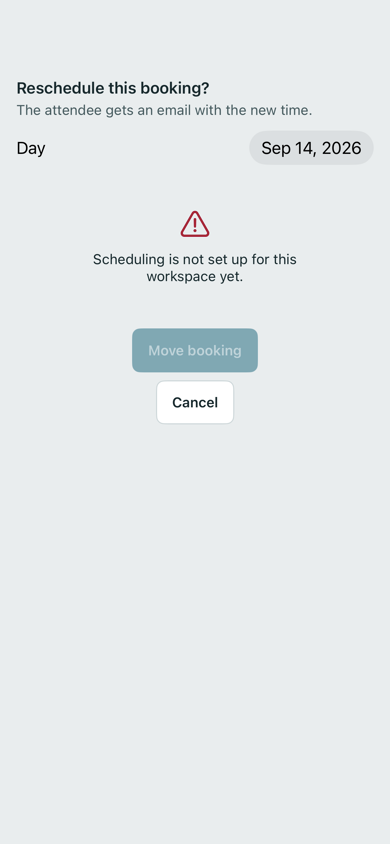 Reschedule this booking?
The attendee gets an email with the new time.
Day
Sep 14, 2026
Scheduling is not set up for this
workspace yet.
Move booking
Cancel